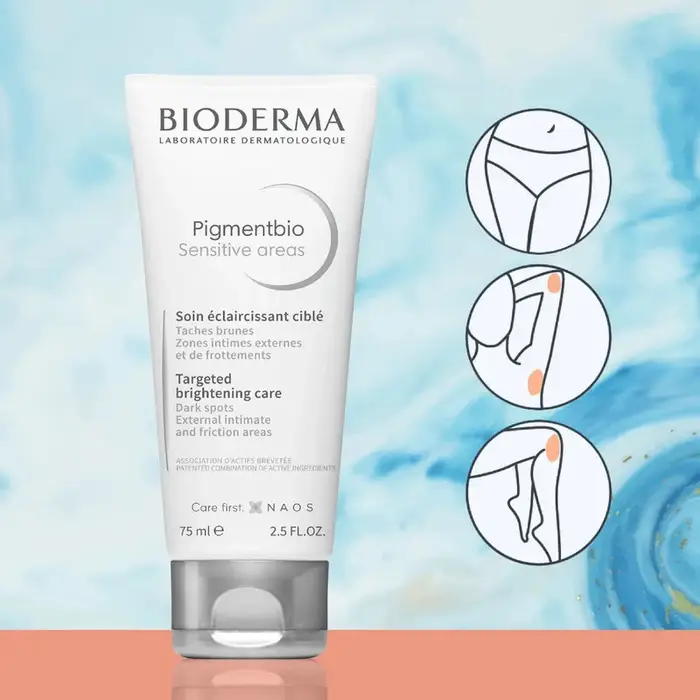 BIODERMA
LABORATOIRE DERMATOLOGIQUE
Pigmentbio
Sensitive areas
Soin éclaircissant ciblé
Taches brunes
Zones intimes externes
et de frottements
Targeted
brightening care
Dark spots
External intimate
and friction areas
ASSOCIATION D'ACTIFS BREVETÉE
PATENTED COMBINATION OF ACTIVE INGREDIENTS
Care first. NAOS
75 ml e 2.5 FL.OZ.